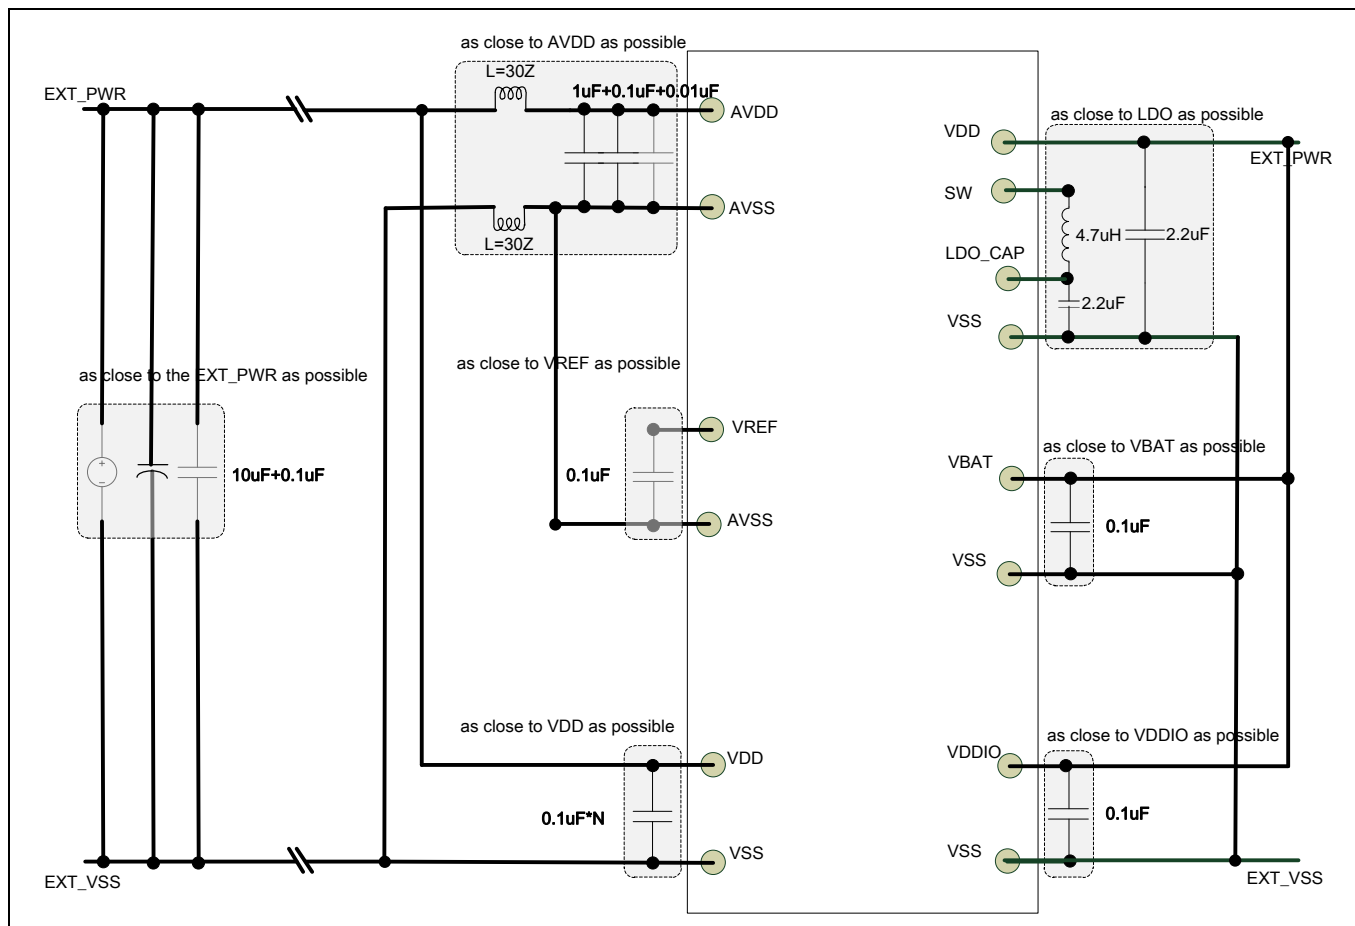 as close to AVDD as possible
L=30Z
EXT_PWR
1uF+0.1uF+0.01uF
AVDD
as close to LDO as possible
VDD
EXT_PWR
SW
AVSS
4.7uH
2.2uF
L=30Z
LDO_CAP
2.2uF
VSS
as close to VREF as possible
as close to the EXT_PWR as possible
VREF
as close to VBAT as possible
VBAT
10uF+0.1uF
0.1uF
AVSS
0.1uF
VSS
as close to VDD as possible
as close to VDDIO as possible
VDD
VDDIO
0.1uF*N
0.1uF
VSS
VSS
EXT_VSS
EXT_VSS